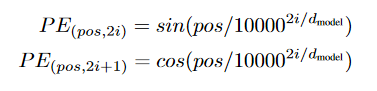 PE(pos,2i) = sin(pos/10000^2i/dmodel)
PE(pos,2i+1) = cos(pos/10000^2i/dmodel)